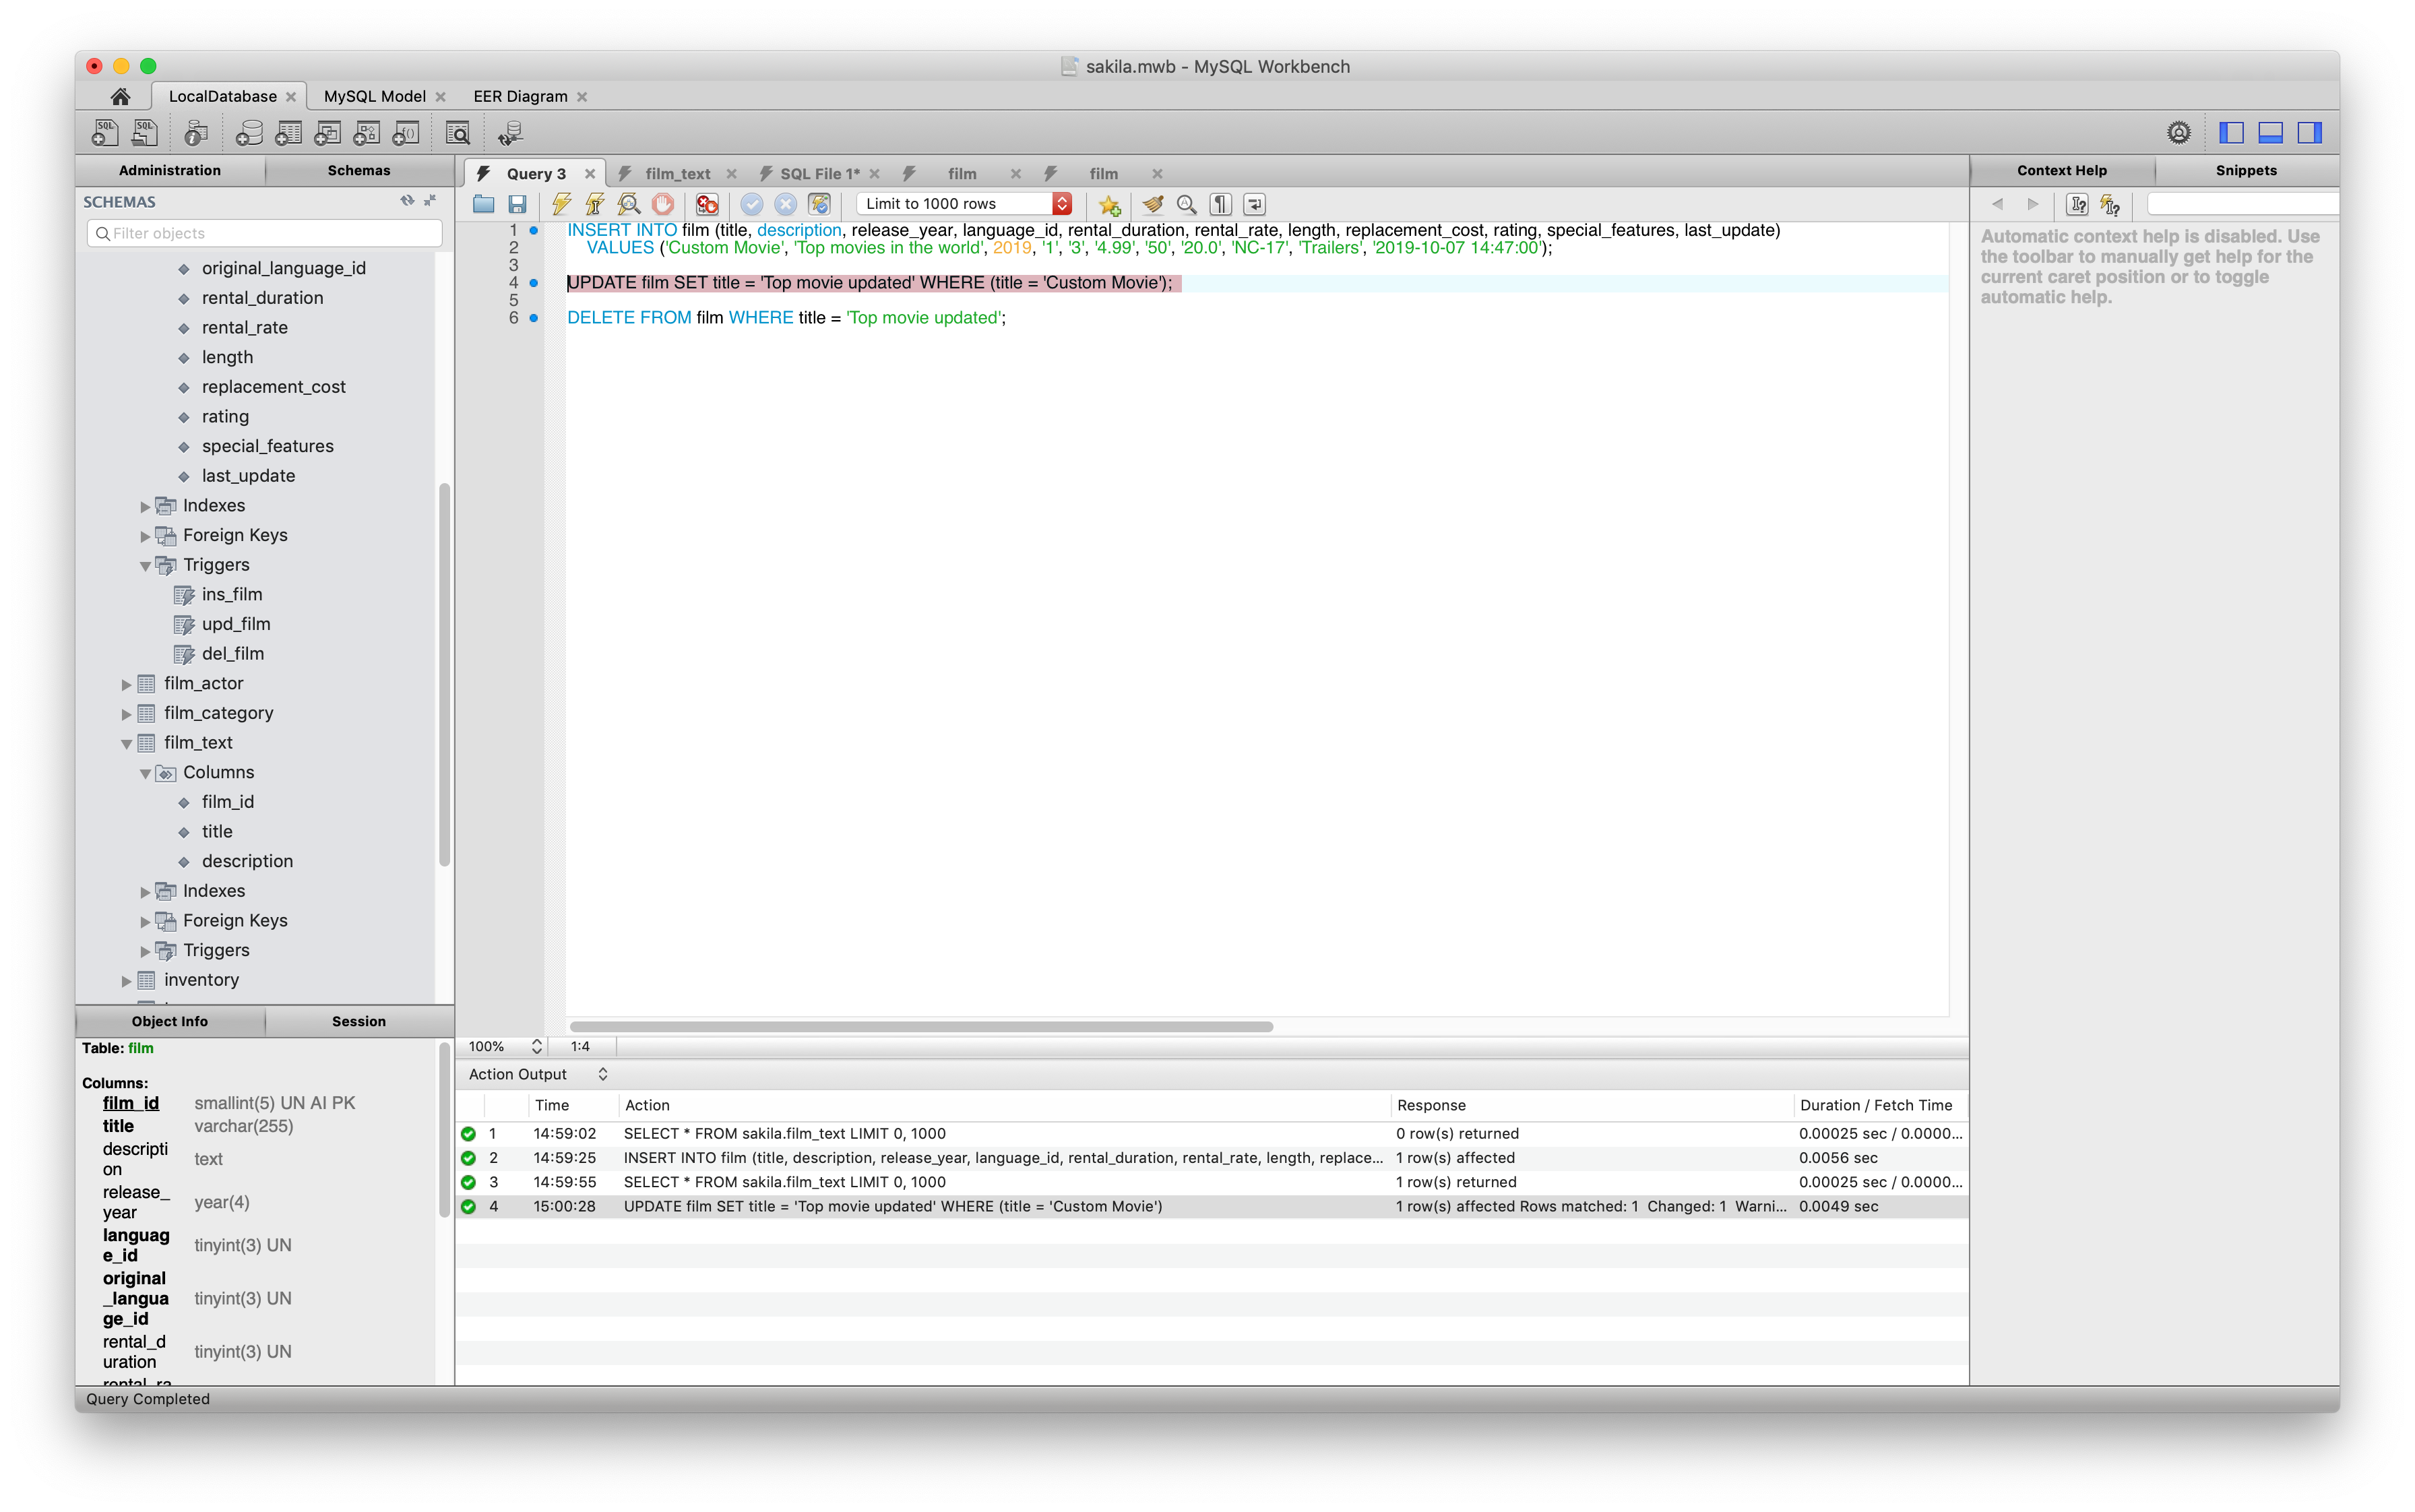 sakila.mwb - MySQL Workbench
LocalDatabase
MySQL Model
EER Diagram
Administration
Schemas
SCHEMAS
Filter objects
original_language_id
rental_duration
rental_rate
length
replacement_cost
rating
special_features
last_update
Indexes
Foreign Keys
Triggers
ins_film
upd_film
del_film
film_actor
film_category
film_text
Columns
film_id
title
description
Indexes
Foreign Keys
Triggers
inventory
Object Info
Session
Table: film
Columns:
film_id smallint(5) UN AI PK
title varchar(255)
descripti
on text
release_
year year(4)
languag
e_id tinyint(3) UN
original
_langua
ge_id tinyint(3) UN
rental_d
uration tinyint(3) UN
Query Completed
Query 3
film_text
SQL File 1*
film
film
Limit to 1000 rows
1 INSERT INTO film (title, description, release_year, language_id, rental_duration, rental_rate, length, replacement_cost, rating, special_features, last_update)
2 VALUES ('Custom Movie', 'Top movies in the world', 2019, '1', '3', '4.99', '50', '20.0', 'NC-17', 'Trailers', '2019-10-07 14:47:00');
3
4 UPDATE film SET title = 'Top movie updated' WHERE (title = 'Custom Movie');
5
6 DELETE FROM film WHERE title = 'Top movie updated';
100% 1:4
Action Output
Time Action Response Duration / Fetch Time
1 14:59:02 SELECT * FROM sakila.film_text LIMIT 0, 1000 0 row(s) returned 0.00025 sec / 0.0000...
2 14:59:25 INSERT INTO film (title, description, release_year, language_id, rental_duration, rental_rate, length, replace... 1 row(s) affected 0.0056 sec
3 14:59:55 SELECT * FROM sakila.film_text LIMIT 0, 1000 1 row(s) returned 0.00025 sec / 0.0000...
4 15:00:28 UPDATE film SET title = 'Top movie updated' WHERE (title = 'Custom Movie') 1 row(s) affected Rows matched: 1 Changed: 1 Warni... 0.0049 sec
Context Help
Snippets
Automatic context help is disabled. Use
the toolbar to manually get help for the
current caret position or to toggle
automatic help.